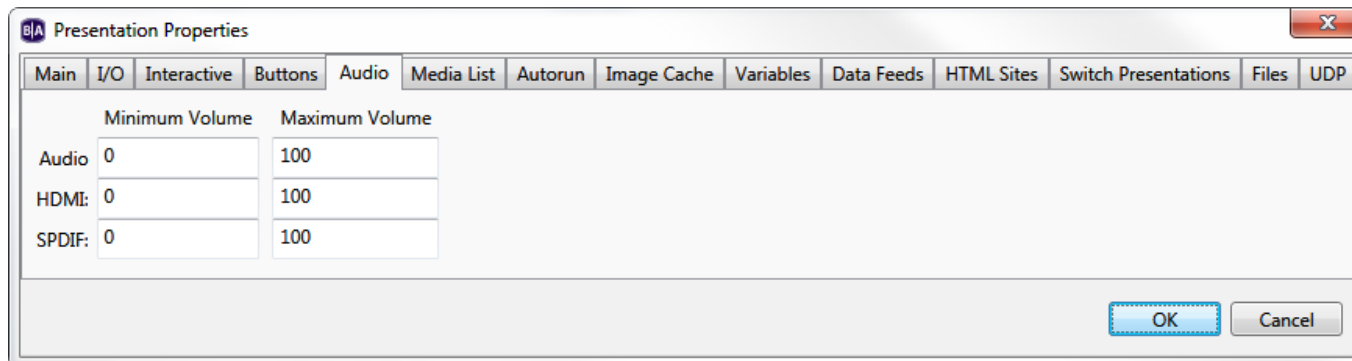 B|A Presentation Properties
Main I/O Interactive Buttons Audio Media List Autorun Image Cache Variables Data Feeds HTML Sites Switch Presentations Files UDP
Minimum Volume Maximum Volume
Audio 0 100
HDMI: 0 100
SPDIF: 0 100
OK Cancel